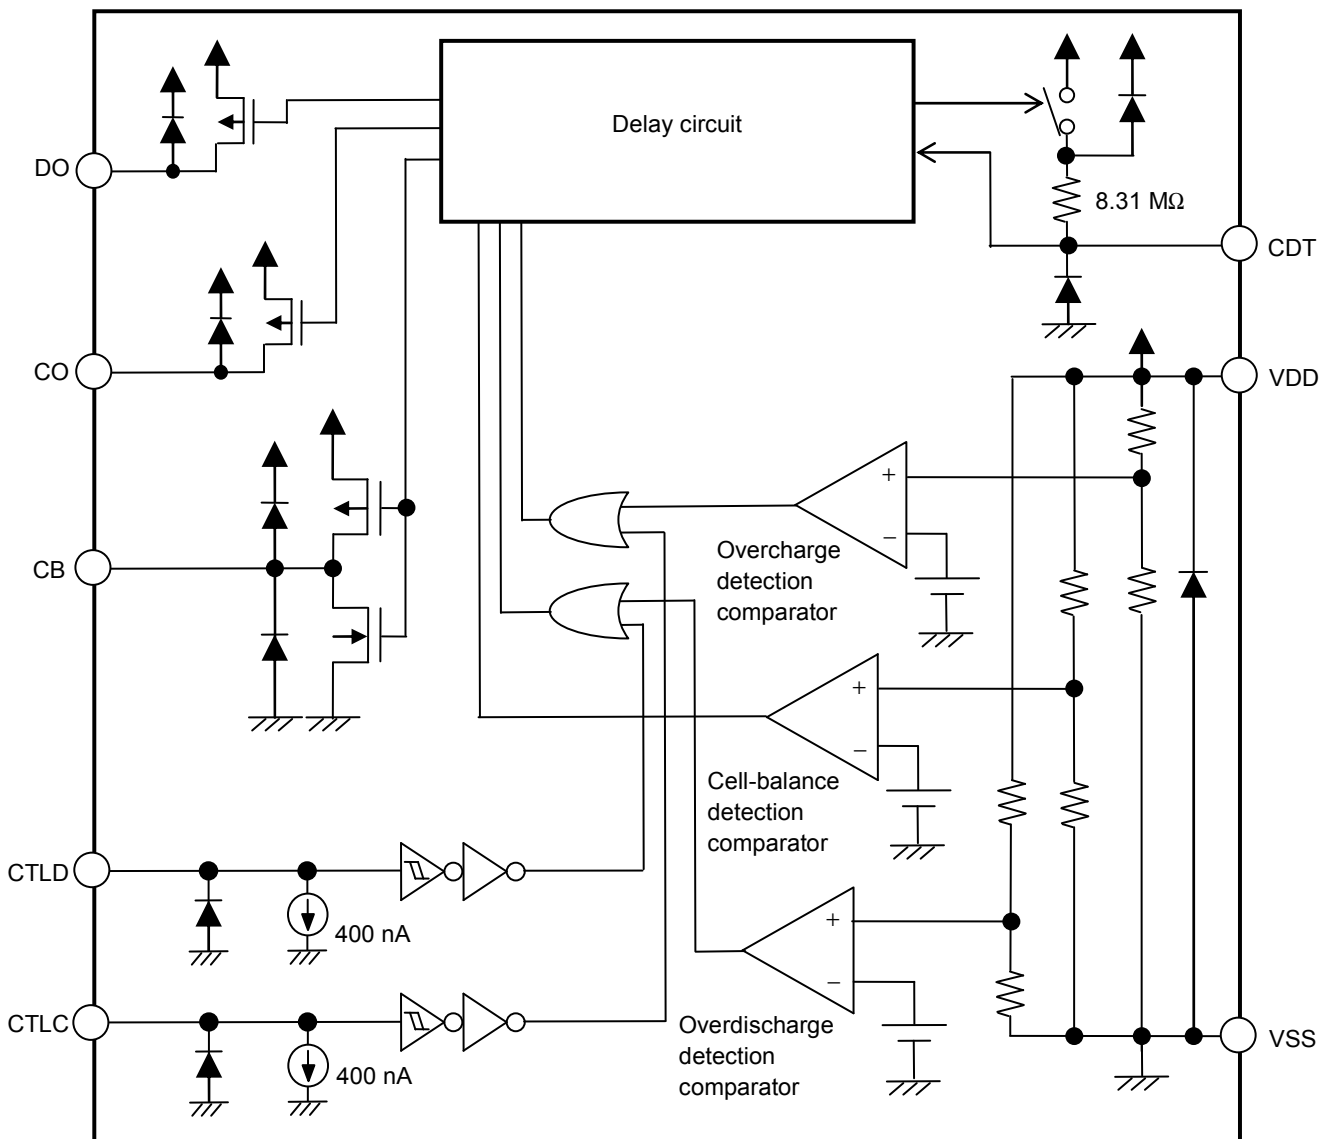 Delay circuit
DO
8.31 MΩ
CDT
CO
VDD
+
−
Overcharge
detection
comparator
CB
+
−
Cell-balance
detection
comparator
CTLD
400 nA
+
−
Overdischarge
detection
comparator
CTLC
400 nA
VSS